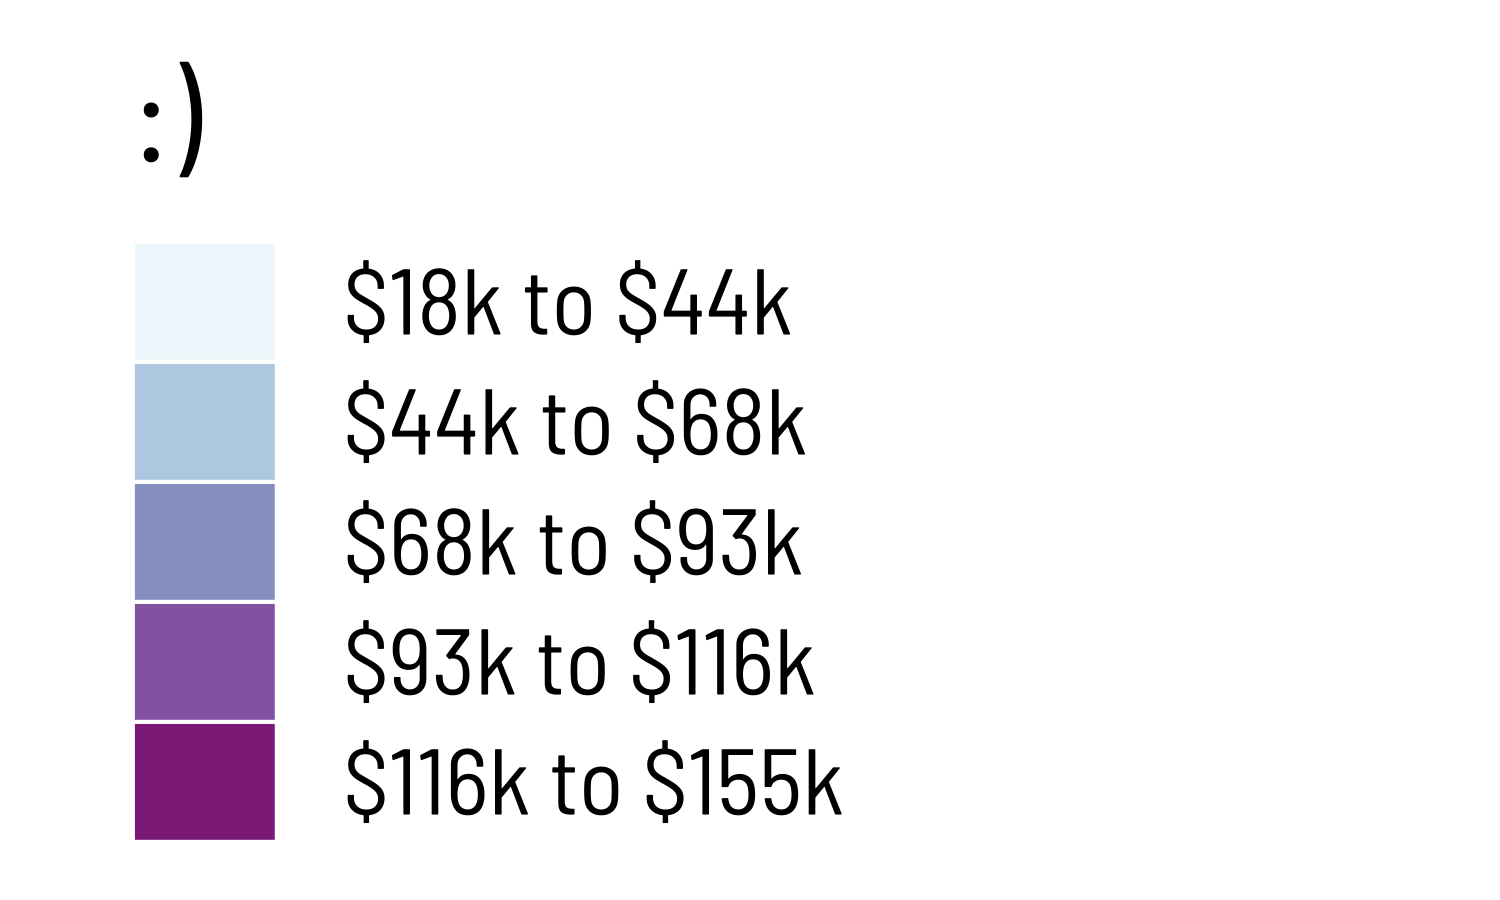 :)
$18k to $44k
$44k to $68k
$68k to $93k
$93k to $116k
$116k to $155k